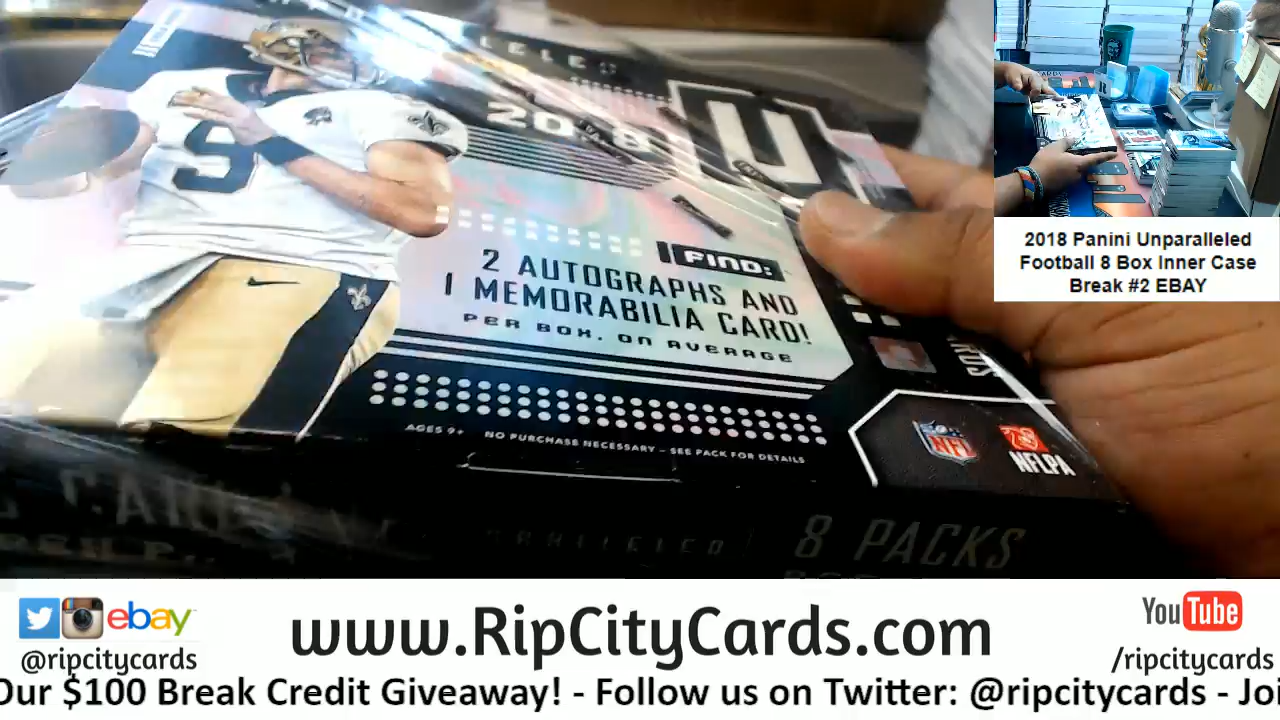 2018
U
9
FIND:
2 AUTOGRAPHS AND
1 MEMORABILIA CARD!
PER BOX, ON AVERAGE
AGES 9+ NO PURCHASE NECESSARY – SEE PACK FOR DETAILS
NFL
NFLPA
8 PACKS
2018 Panini Unparalleled
Football 8 Box Inner Case
Break #2 EBAY
ebay
@ripcitycards
www.RipCityCards.com
YouTube
/ripcitycards
Our $100 Break Credit Giveaway! - Follow us on Twitter: @ripcitycards - Joi